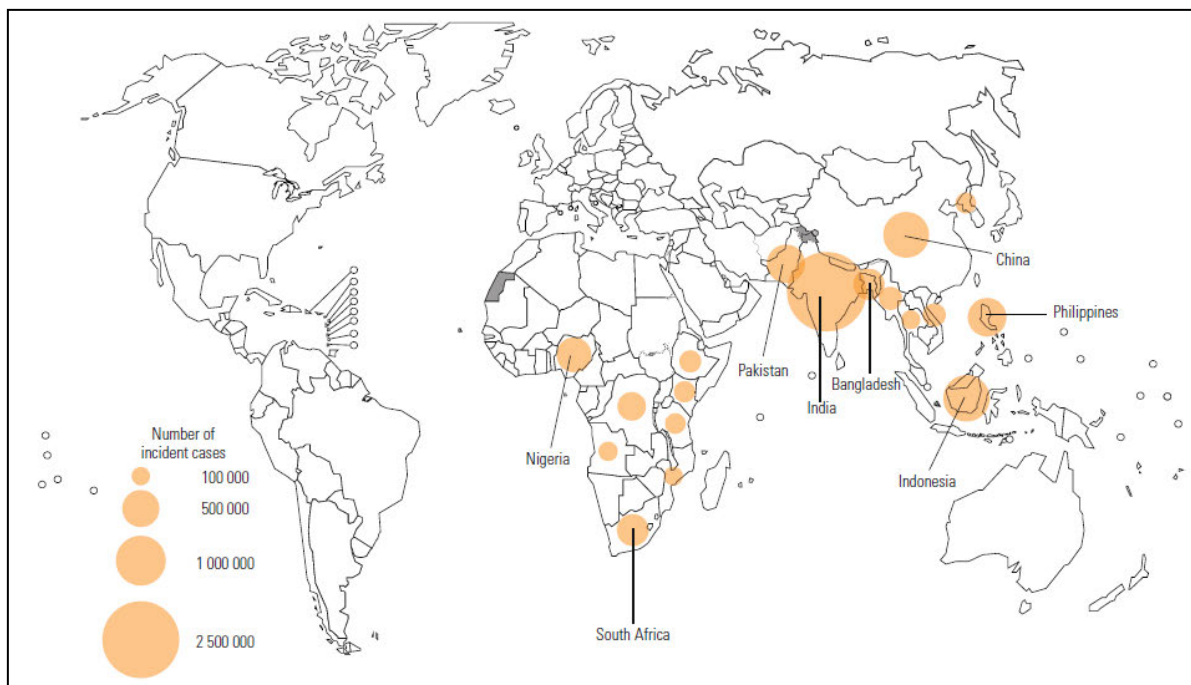 China
Philippines
Pakistan
Bangladesh
India
Nigeria
Indonesia
South Africa
Number of
incident cases
100 000
500 000
1 000 000
2 500 000